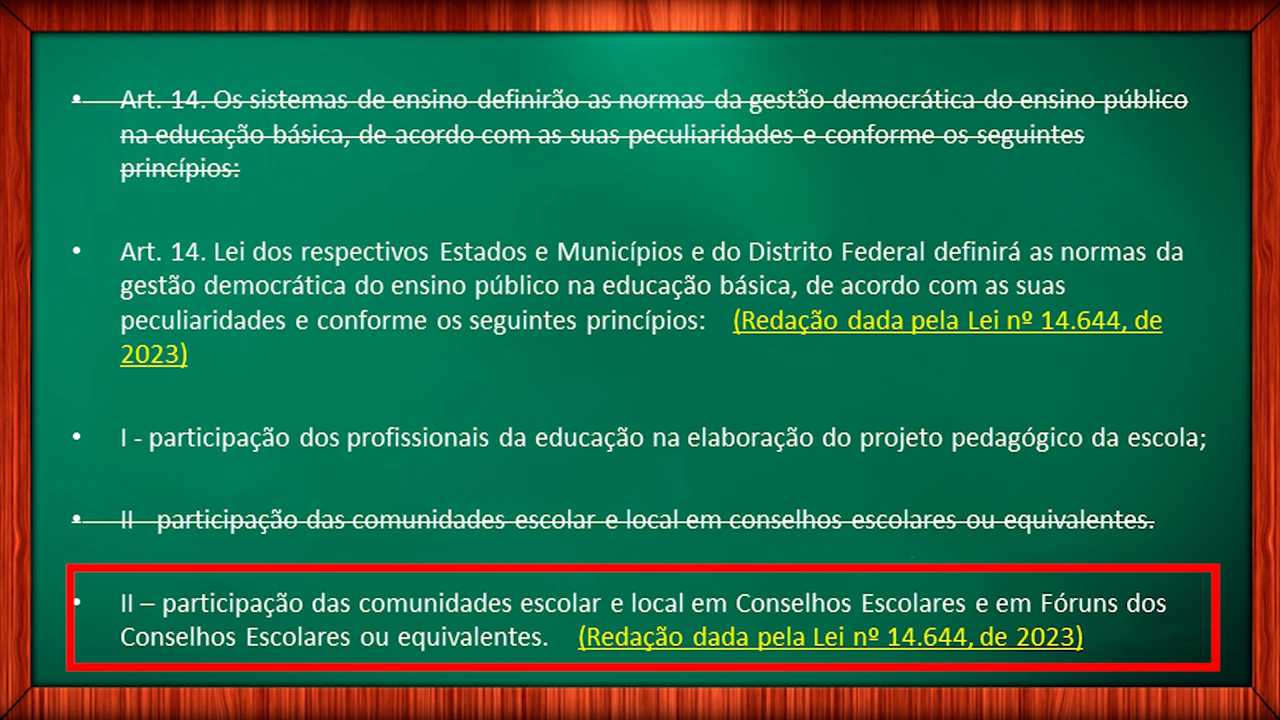 • Art. 14. Os sistemas de ensino definirão as normas da gestão democrática do ensino público
na educação básica, de acordo com as suas peculiaridades e conforme os seguintes
princípios:
• Art. 14. Lei dos respectivos Estados e Municípios e do Distrito Federal definirá as normas da
gestão democrática do ensino público na educação básica, de acordo com as suas
peculiaridades e conforme os seguintes princípios: (Redação dada pela Lei nº 14.644, de
2023)
• I - participação dos profissionais da educação na elaboração do projeto pedagógico da escola;
• II - participação das comunidades escolar e local em conselhos escolares ou equivalentes.
• II – participação das comunidades escolar e local em Conselhos Escolares e em Fóruns dos
Conselhos Escolares ou equivalentes. (Redação dada pela Lei nº 14.644, de 2023)